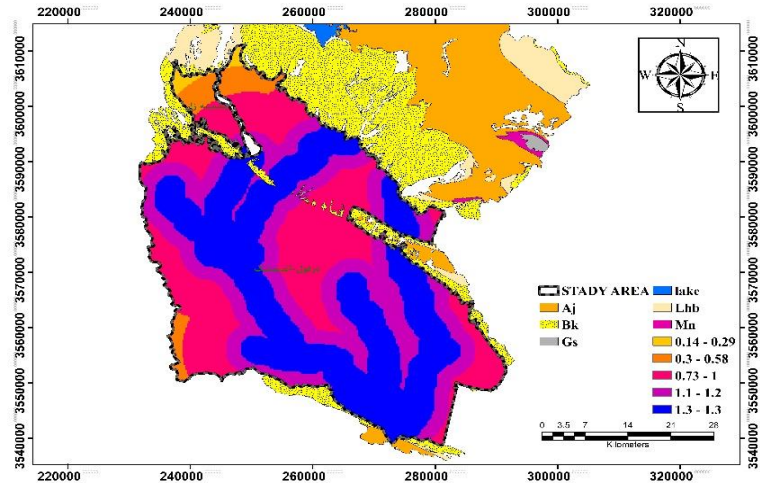 220000 240000 260000 280000 300000 320000
3610000 3610000
3600000 3600000
3590000 3590000
3580000 3580000
3570000 3570000
3560000 3560000
3550000 3550000
3540000 3540000
N
W E
S
STADY AREA
Aj
Bk
Gs
lake
Lhb
Mn
0.14 - 0.29
0.3 - 0.58
0.73 - 1
1.1 - 1.2
1.3 - 1.3
0 3.5 7 14 21 28
Kilometers
220000 240000 260000 280000 300000 320000